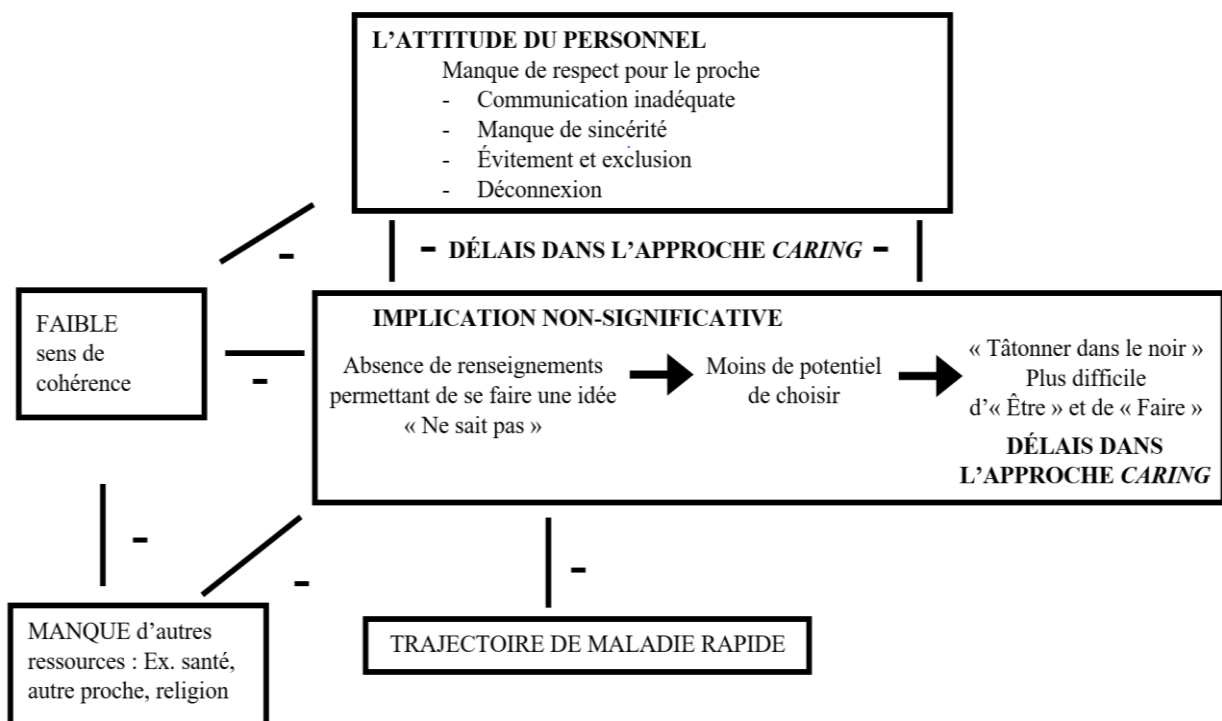 L'ATTITUDE DU PERSONNEL
Manque de respect pour le proche
- Communication inadéquate
- Manque de sincérité
- Évitement et exclusion
- Déconnexion
-
- DÉLAIS DANS L'APPROCHE CARING -
FAIBLE
sens de
cohérence
-
IMPLICATION NON-SIGNIFICATIVE
Absence de renseignements
permettant de se faire une idée
« Ne sait pas »
Moins de potentiel
de choisir
« Tâtonner dans le noir »
Plus difficile
d'« Être » et de « Faire »
DÉLAIS DANS
L'APPROCHE CARING
-
-
-
MANQUE d'autres
ressources : Ex. santé,
autre proche, religion
TRAJECTOIRE DE MALADIE RAPIDE